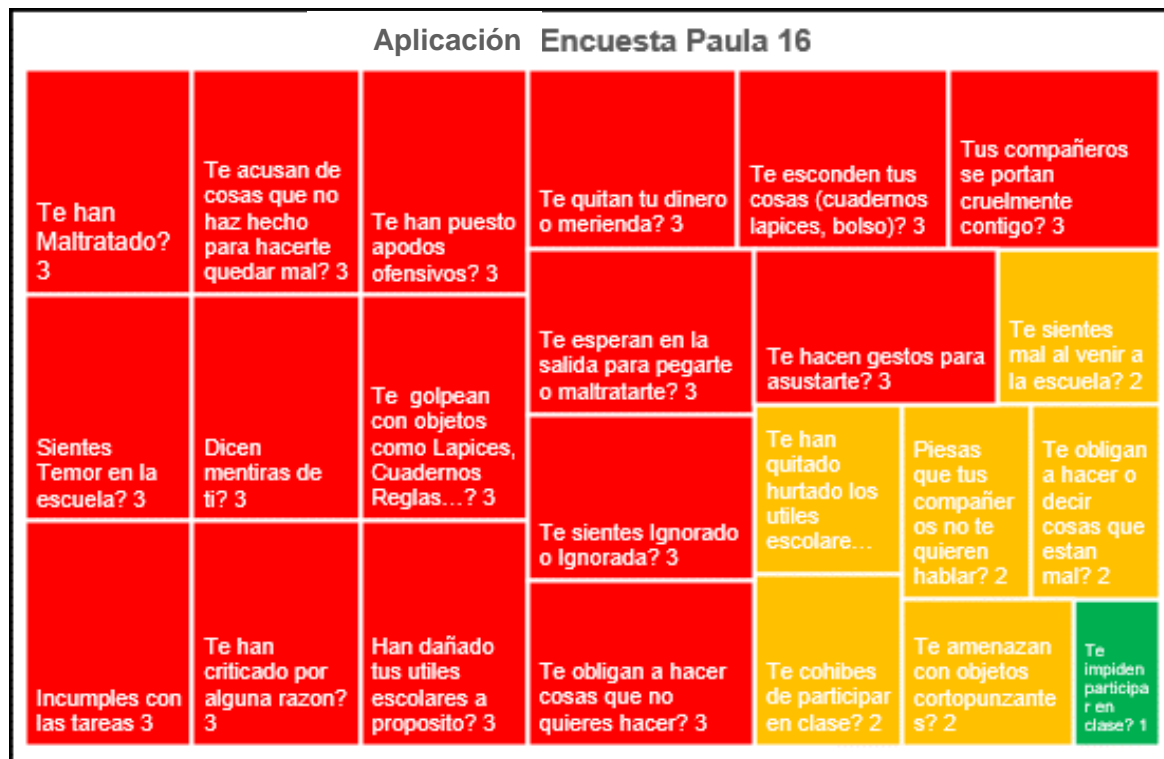 Aplicación Encuesta Paula 16
Te han
Maltratado?
3
Te acusan de
cosas que no
haz hecho
para hacerte
quedar mal? 3
Te han puesto
apodos
ofensivos? 3
Te quitan tu dinero
o merienda? 3
Te esconden tus
cosas (cuadernos
lapices, bolso)? 3
Tus compañeros
se portan
cruelmente
contigo? 3
Sientes
Temor en la
escuela? 3
Dicen
mentiras de
ti? 3
Te golpean
con objetos
como Lapices,
Cuadernos
Reglas...? 3
Te esperan en la
salida para pegarte
o maltratarte? 3
Te hacen gestos para
asustarte? 3
Te sientes
mal al venir a
la escuela? 2
Te sientes Ignorado
o Ignorada? 3
Te han
quitado
hurtado los
utiles
escolare...
Piesas
que tus
compañer
os no te
quieren
hablar? 2
Te obligan
a hacer o
decir
cosas que
estan
mal? 2
Incumples con
las tareas 3
Te han
criticado por
alguna razon?
3
Han dañado
tus utiles
escolares a
proposito? 3
Te obligan a hacer
cosas que no
quieres hacer? 3
Te cohibes
de participar
en clase? 2
Te amenazan
con objetos
cortopunzante
s? 2
Te
impiden
participa
r en
clase? 1